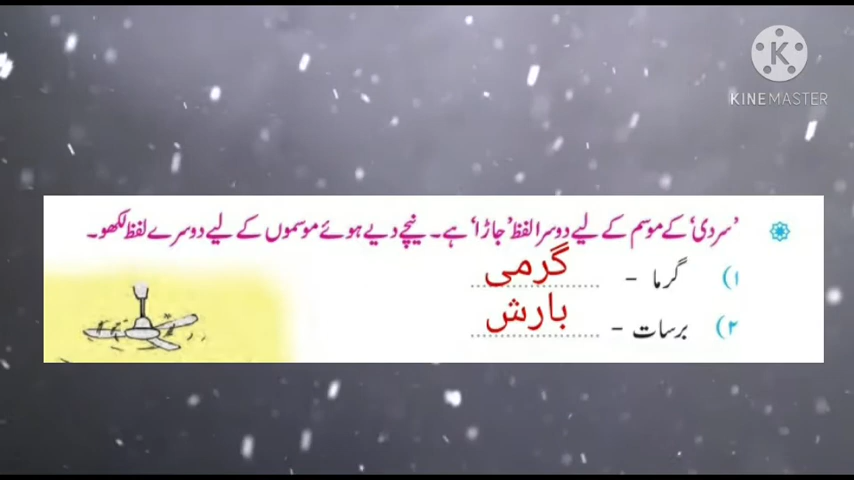 KINEMASTER
'سردی' کے موسم کے لیے دوسرا لفظ 'جاڑا' ہے۔ نیچے دیے ہوئے موسموں کے لیے دوسرے لفظ لکھو۔
۱) گرما - گرمی
۲) برسات - بارش